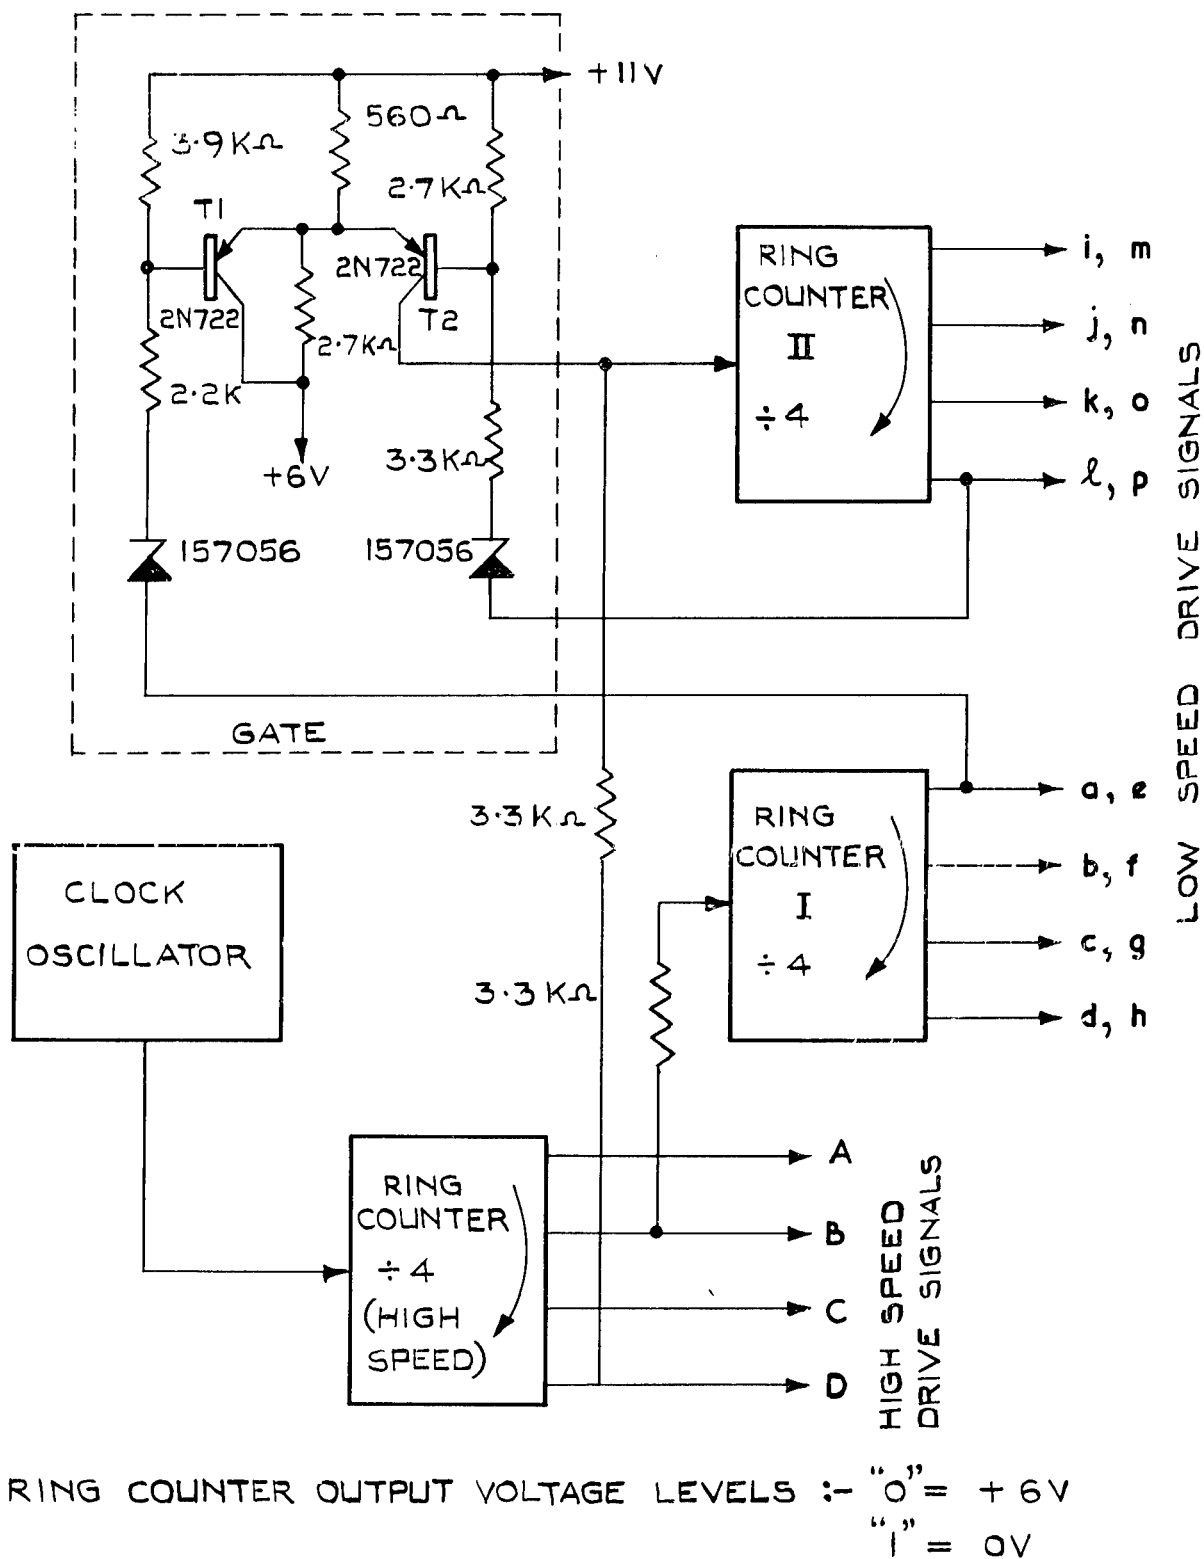 +11V
560Ω
3.9KΩ
2.7KΩ
T1
2N722
2N722
T2
2.7KΩ
2.2K
+6V
3.3KΩ
157056
157056
GATE
RING
COUNTER
II
÷4
i, m
j, n
k, o
l, p
LOW SPEED DRIVE SIGNALS
3.3KΩ
RING
COUNTER
I
÷4
a, e
b, f
c, g
d, h
CLOCK
OSCILLATOR
3.3KΩ
RING
COUNTER
÷4
(HIGH
SPEED)
A
B
C
D
HIGH SPEED
DRIVE SIGNALS
RING COUNTER OUTPUT VOLTAGE LEVELS :- "0" = +6V
"1" = 0V